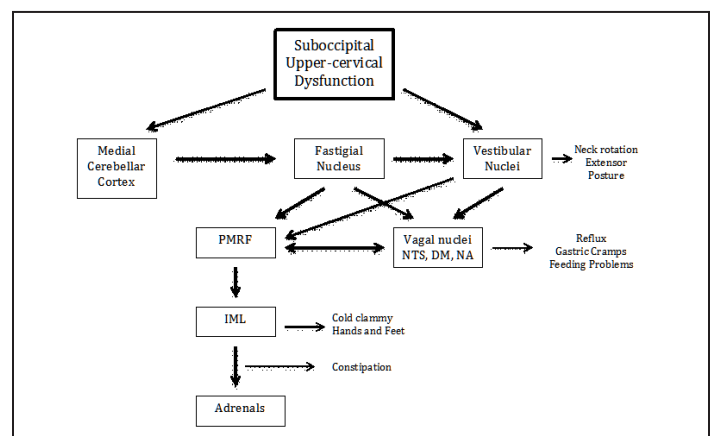 Suboccipital
Upper-cervical
Dysfunction
Medial
Cerebellar
Cortex
Fastigial
Nucleus
Vestibular
Nuclei
Neck rotation
Extensor
Posture
PMRF
Vagal nuclei
NTS, DM, NA
Reflux
Gastric Cramps
Feeding Problems
IML
Cold clammy
Hands and Feet
Constipation
Adrenals